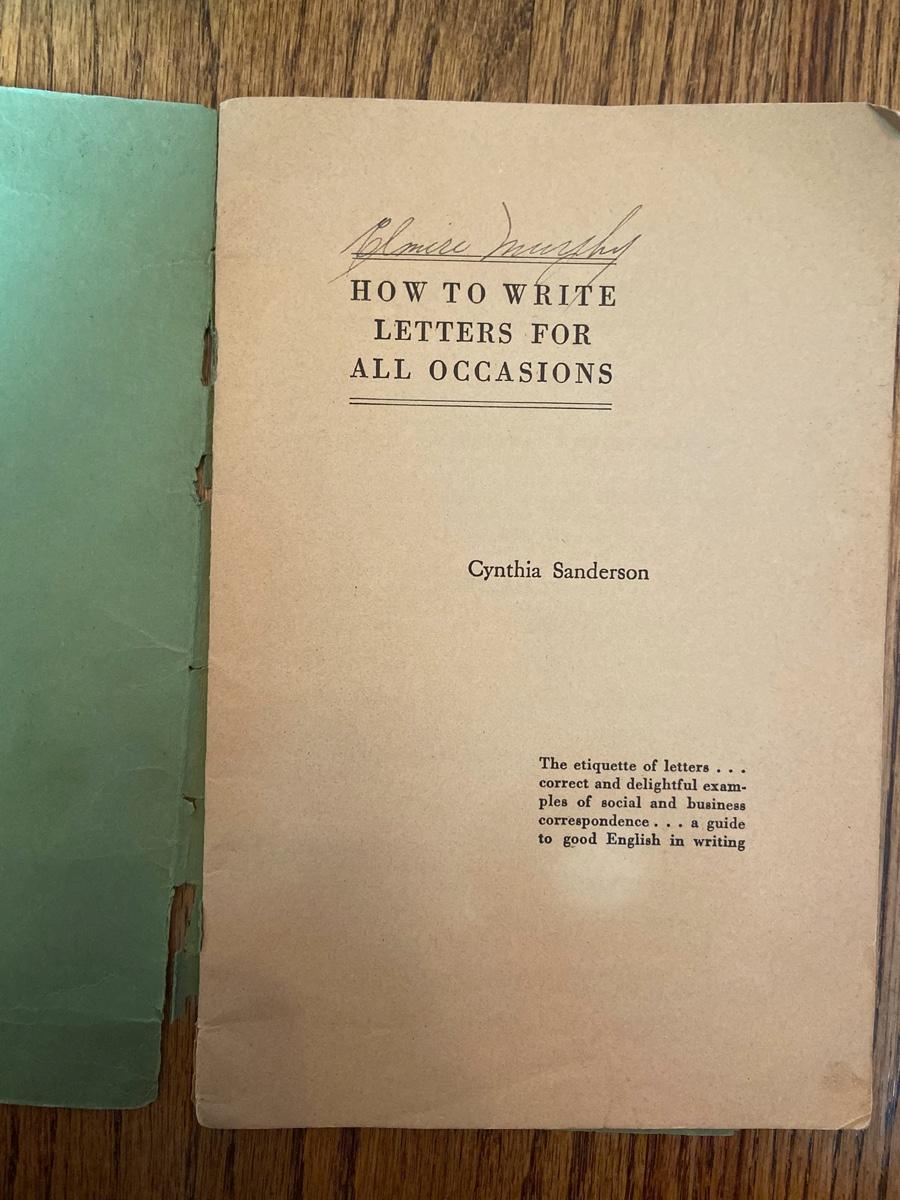 Elmire Murphy
HOW TO WRITE
LETTERS FOR
ALL OCCASIONS
Cynthia Sanderson
The etiquette of letters . . .
correct and delightful exam-
ples of social and business
correspondence . . . a guide
to good English in writing